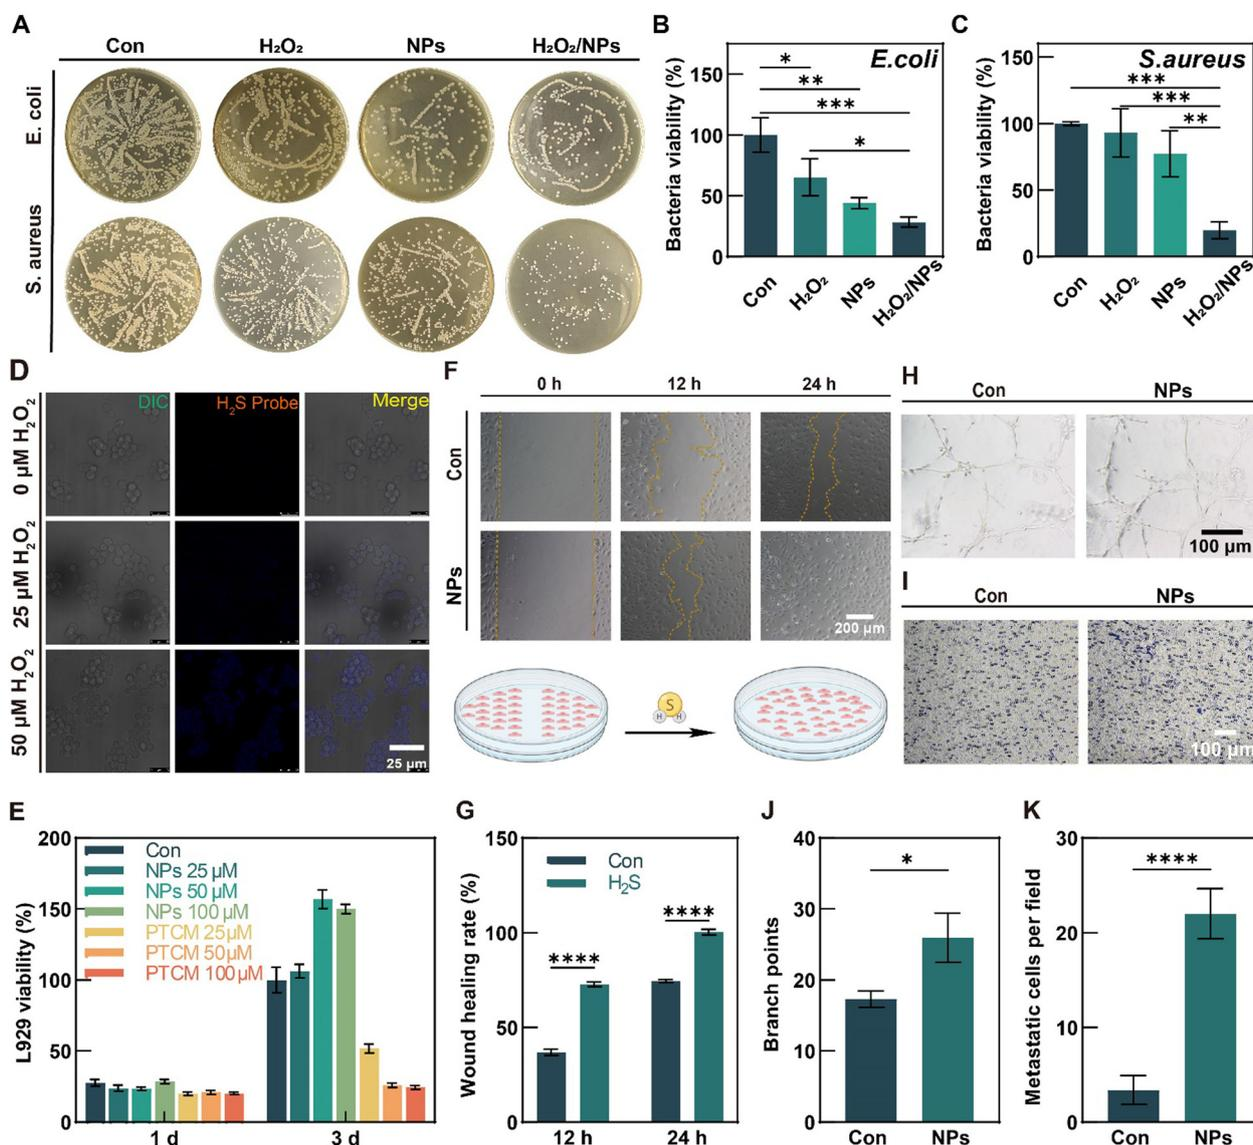 A
Con H₂O₂ NPs H₂O₂/NPs
E. coli
S. aureus
B
E.coli
Bacteria viability (%)
150
100
50
0
*
**
***
*
Con H₂O₂ NPs H₂O₂/NPs
C
S.aureus
Bacteria viability (%)
150
100
50
0
***
***
**
Con H₂O₂ NPs H₂O₂/NPs
D
DIC H₂S Probe Merge
0 µM H₂O₂
25 µM H₂O₂
50 µM H₂O₂
25 µm
F
0 h 12 h 24 h
Con
NPs
200 µm
S
H H
H
Con NPs
100 µm
I
Con NPs
100 µm
E
L929 viability (%)
200
150
100
50
0
Con
NPs 25 µM
NPs 50 µM
NPs 100 µM
PTCM 25µM
PTCM 50µM
PTCM 100µM
1 d 3 d
G
Wound healing rate (%)
150
100
50
0
Con
H₂S
****
****
12 h 24 h
J
Branch points
40
30
20
10
0
*
Con NPs
K
Metastatic cells per field
30
20
10
0
****
Con NPs